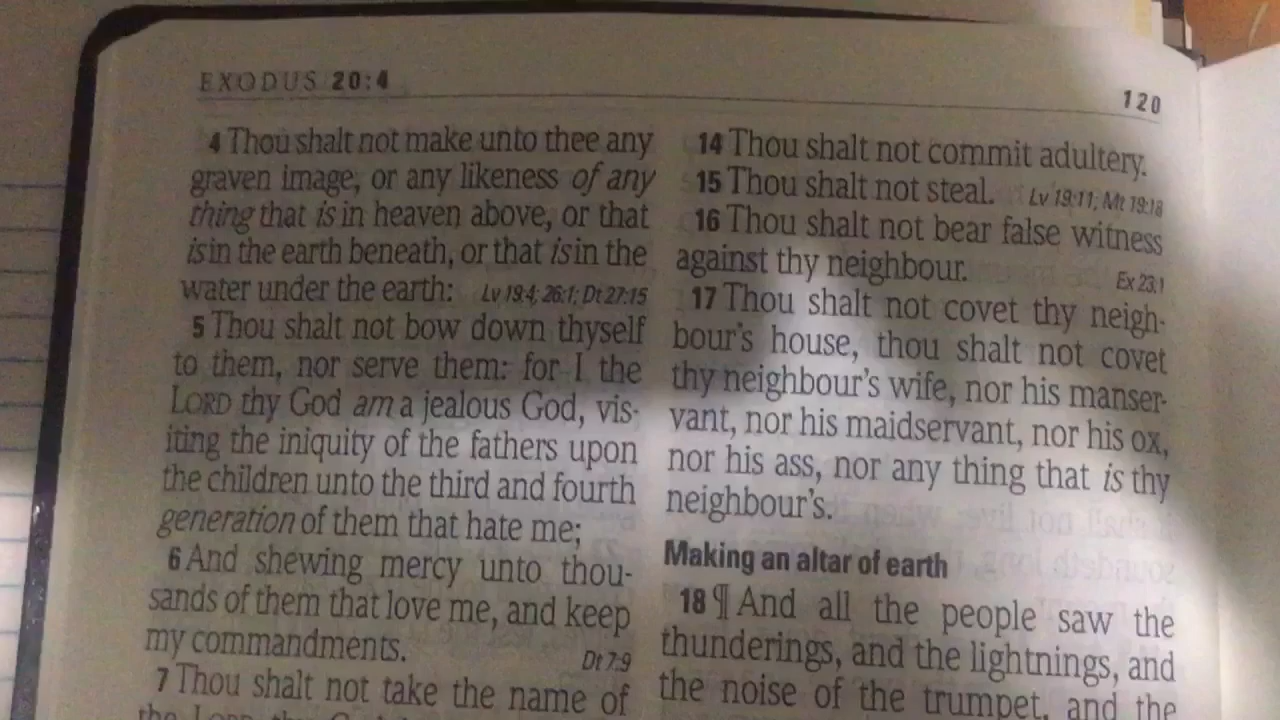 EXODUS 20:4
120
4 Thou shalt not make unto thee any
graven image, or any likeness of any
thing that is in heaven above, or that
is in the earth beneath, or that is in the
water under the earth: Lv 19:4; 26:1; Dt 27:15
5 Thou shalt not bow down thyself
to them, nor serve them: for I the
LORD thy God am a jealous God, vis-
iting the iniquity of the fathers upon
the children unto the third and fourth
generation of them that hate me;
6 And shewing mercy unto thou-
sands of them that love me, and keep
my commandments. Dt 7:9
7 Thou shalt not take the name of
the LORD thy God
14 Thou shalt not commit adultery.
15 Thou shalt not steal. Lv 19:11; Mt 19:18
16 Thou shalt not bear false witness
against thy neighbour. Ex 23:1
17 Thou shalt not covet thy neigh-
bour's house, thou shalt not covet
thy neighbour's wife, nor his manser-
vant, nor his maidservant, nor his ox,
nor his ass, nor any thing that is thy
neighbour's.
Making an altar of earth
18 ¶ And all the people saw the
thunderings, and the lightnings, and
the noise of the trumpet, and the